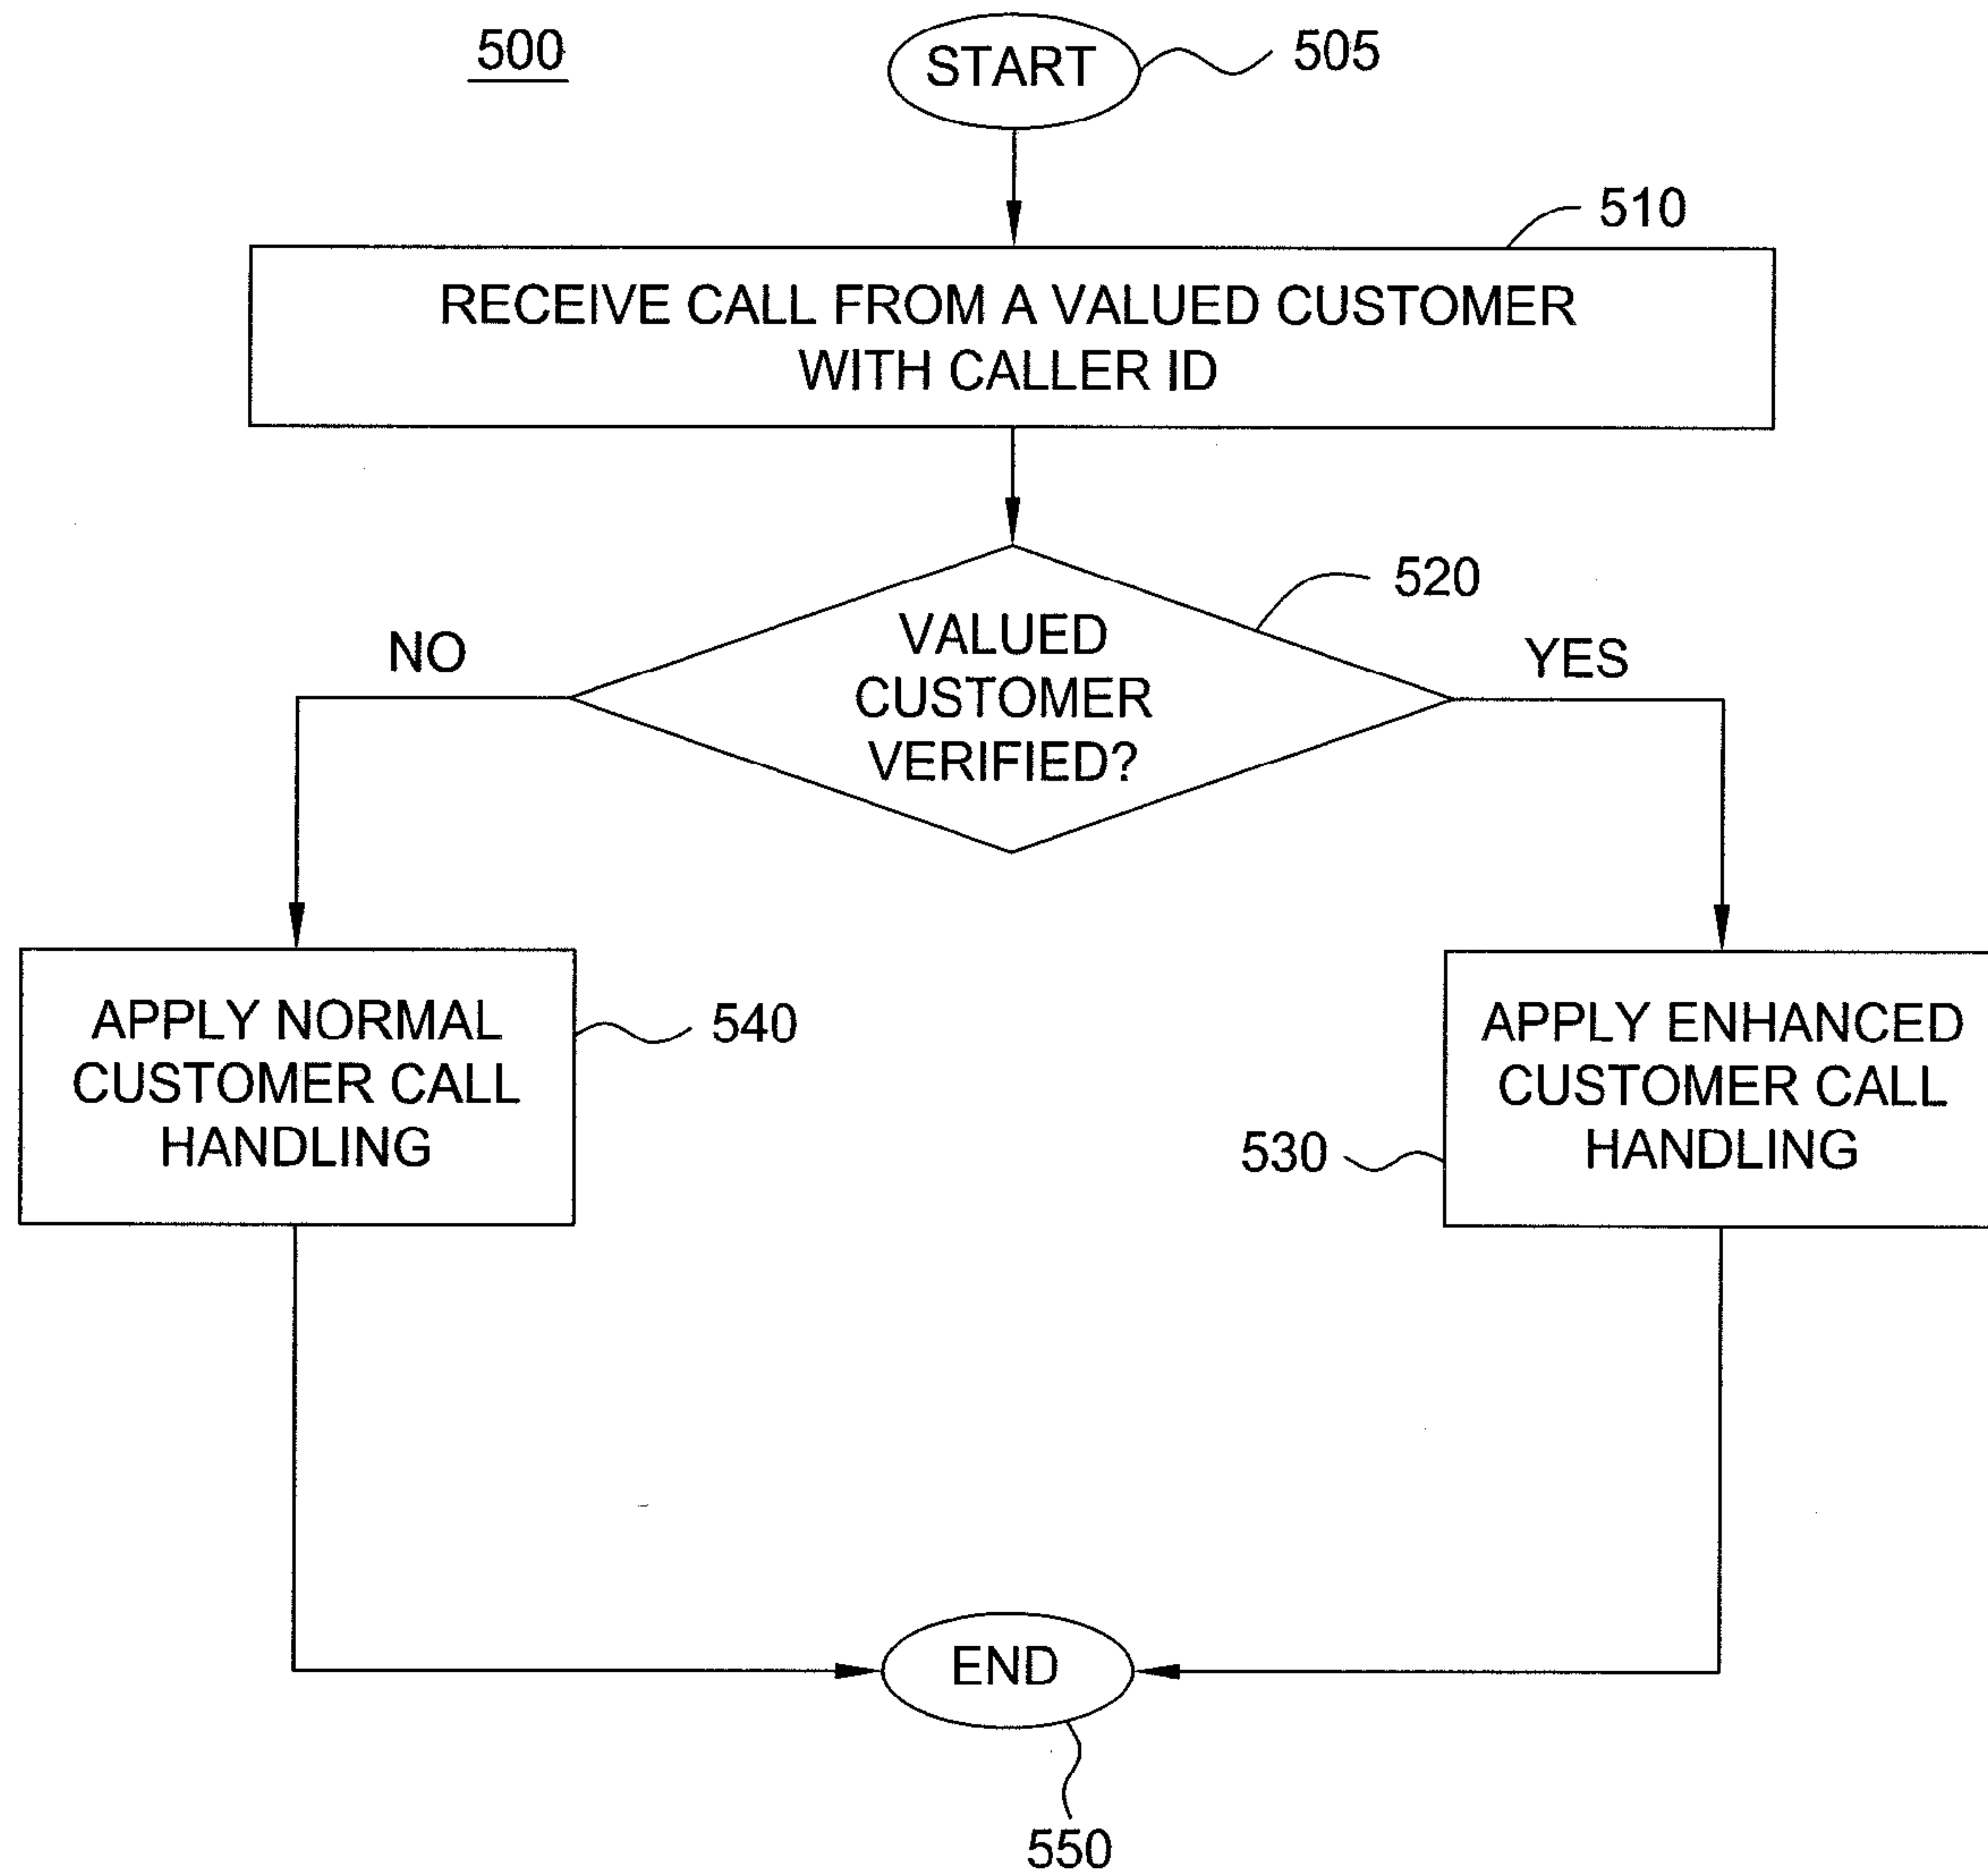 500
START
505
510
RECEIVE CALL FROM A VALUED CUSTOMER
WITH CALLER ID
520
NO
VALUED
CUSTOMER
VERIFIED?
YES
APPLY NORMAL
CUSTOMER CALL
HANDLING
540
APPLY ENHANCED
CUSTOMER CALL
HANDLING
530
END
550